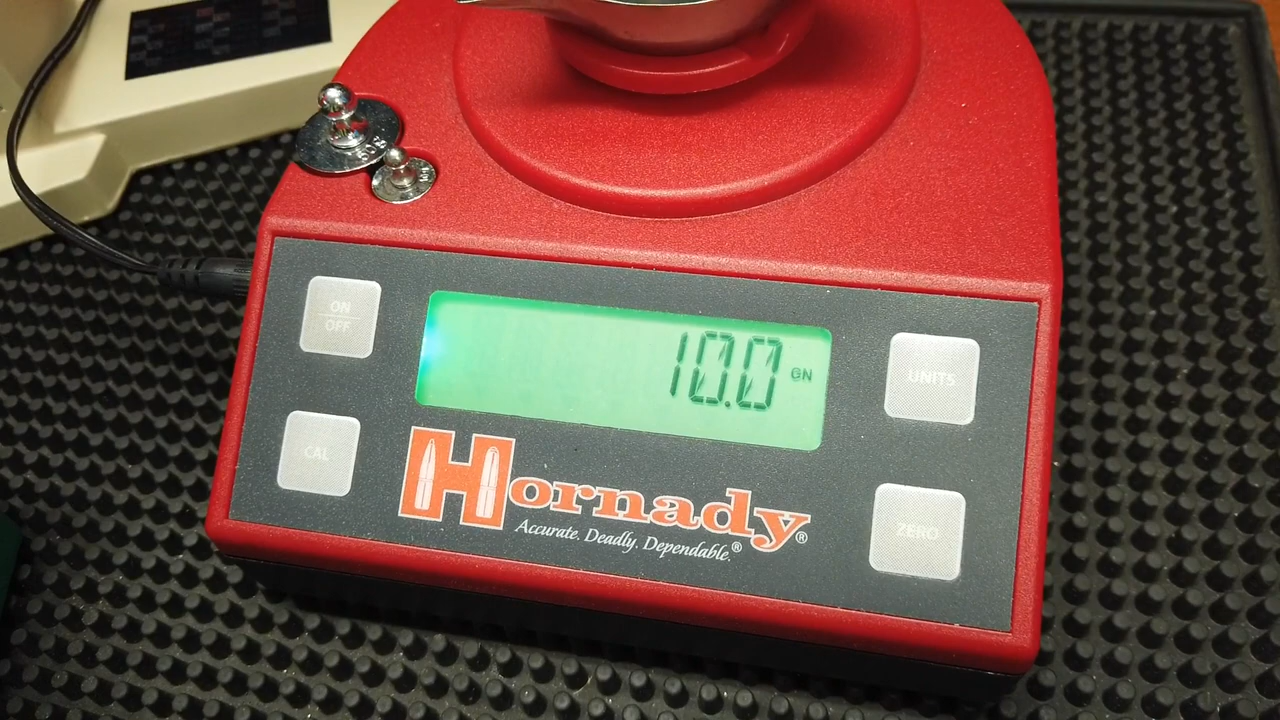 ON
OFF
10.0 GN
UNITS
CAL
Hornady®
Accurate. Deadly. Dependable.®
ZERO